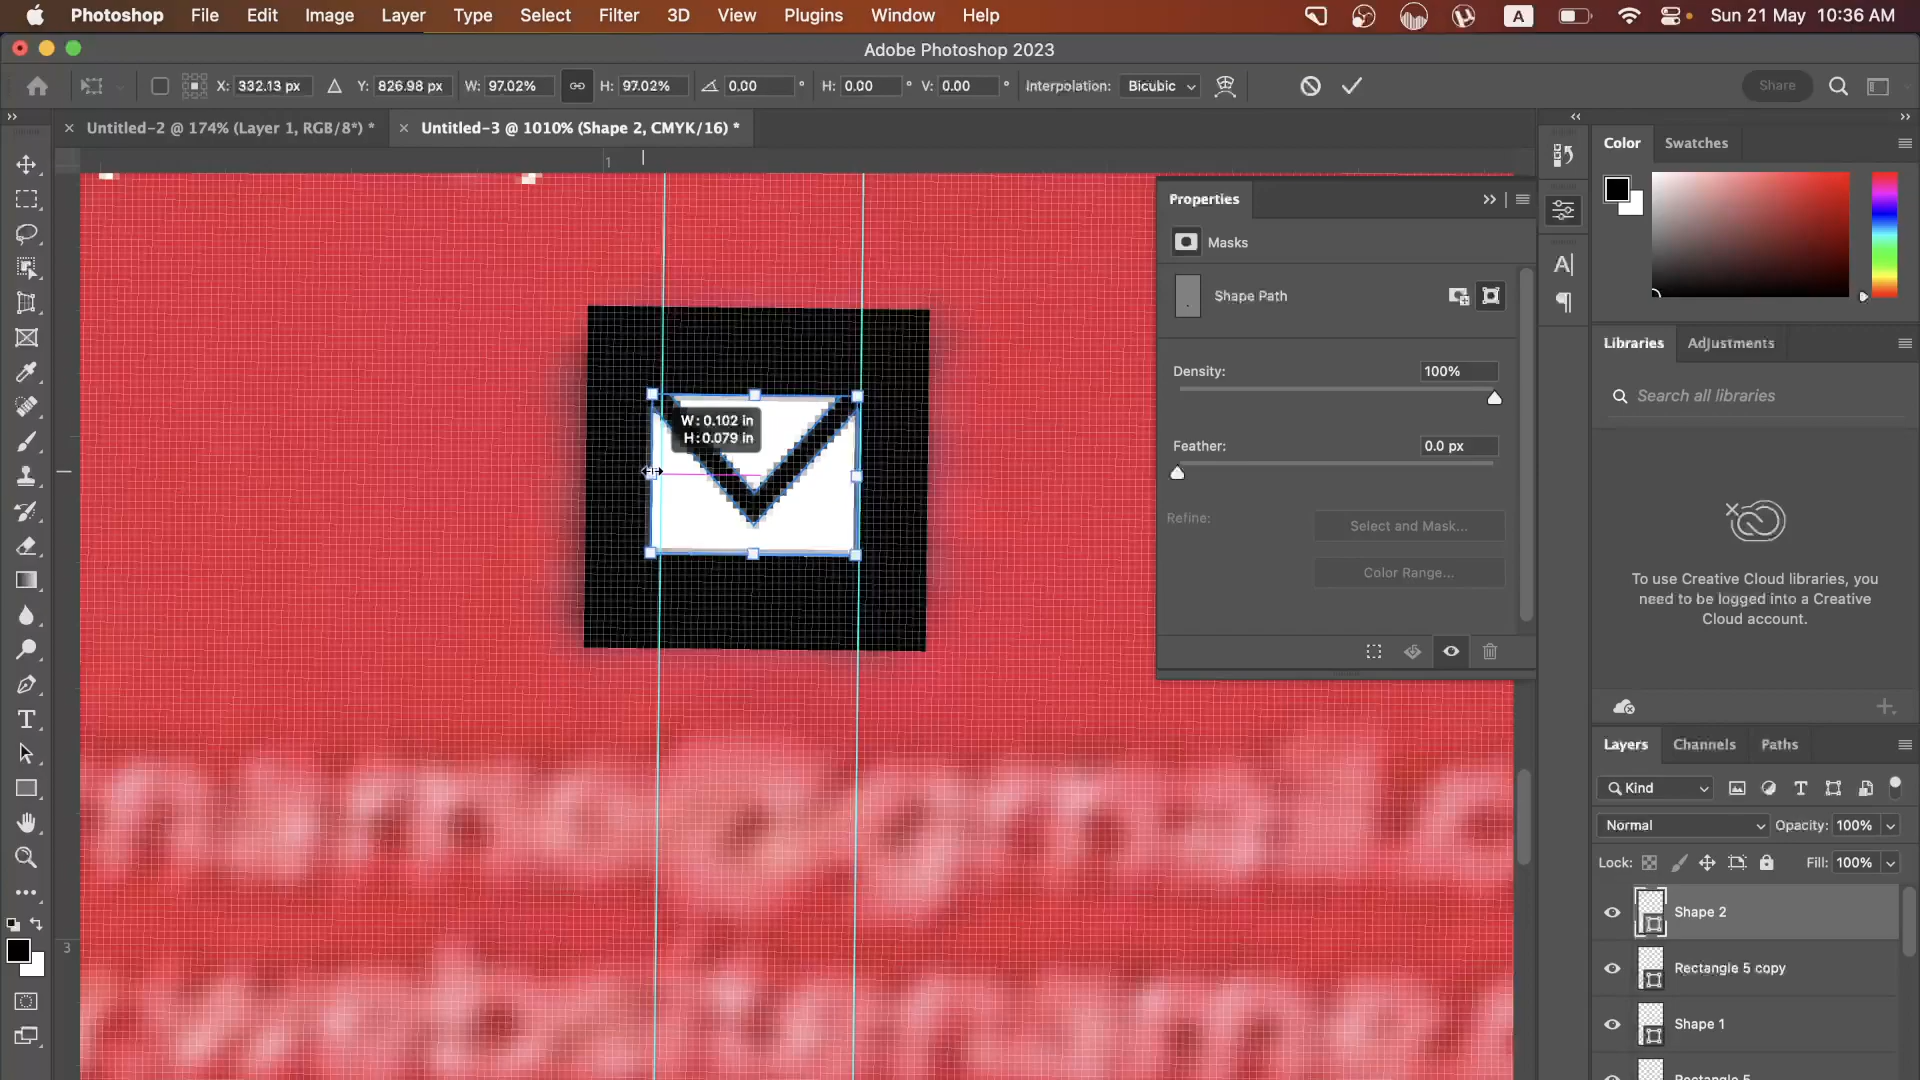 Photoshop File Edit Image Layer Type Select Filter 3D View Plugins Window Help A Sun 21 May 10:36 AM
Adobe Photoshop 2023
X: 332.13 px Y: 826.98 px W: 97.02% H: 97.02% 0.00 ° H: 0.00 ° V: 0.00 ° Interpolation: Bicubic Share
Untitled-2 @ 174% (Layer 1, RGB/8*) * Untitled-3 @ 1010% (Shape 2, CMYK/16) *
1
3
W: 0.102 in
H: 0.079 in
Properties
Masks
Shape Path
Density: 100%
Feather: 0.0 px
Refine: Select and Mask...
Color Range...
Color Swatches
Libraries Adjustments
Search all libraries
To use Creative Cloud libraries, you
need to be logged into a Creative
Cloud account.
Layers Channels Paths
Kind
Normal Opacity: 100%
Lock: Fill: 100%
Shape 2
Rectangle 5 copy
Shape 1
Rectangle 5